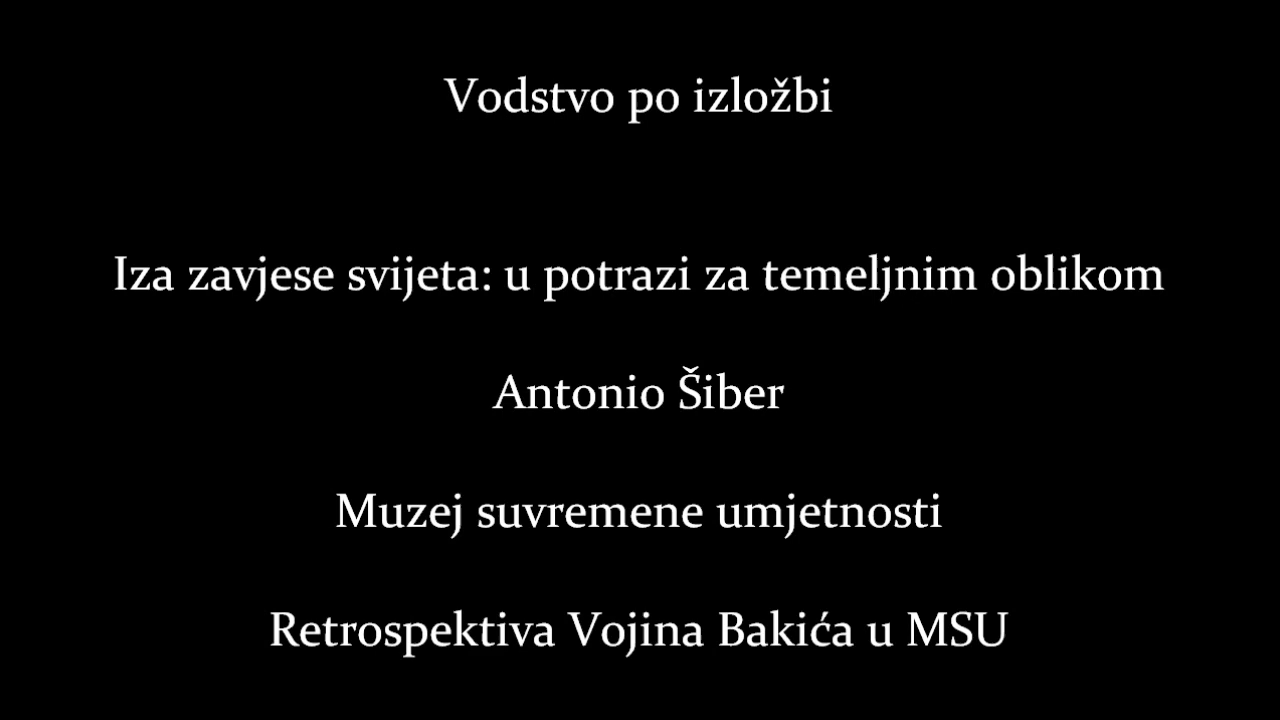 Vodstvo po izložbi
Iza zavjese svijeta: u potrazi za temeljnim oblikom
Antonio Šiber
Muzej suvremene umjetnosti
Retrospektiva Vojina Bakića u MSU